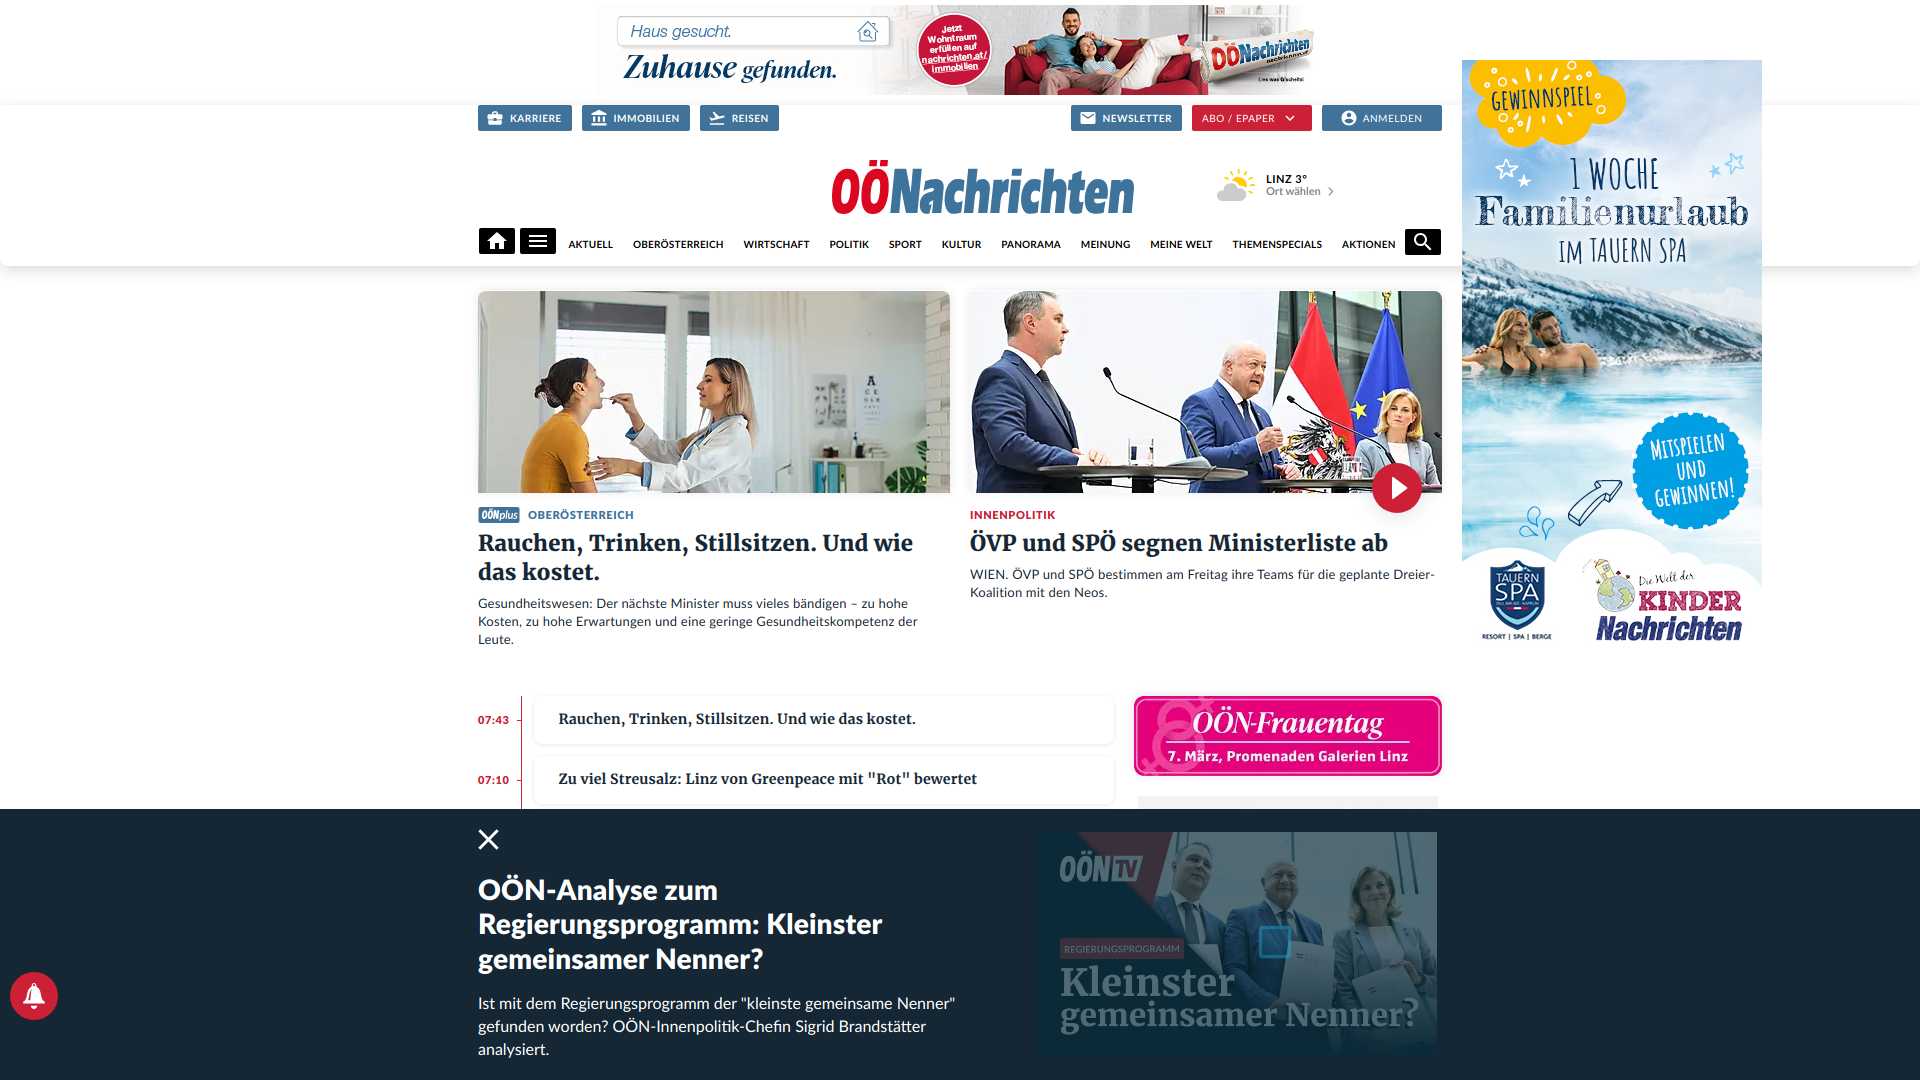 Haus gesucht.
Zuhause gefunden.
Jetzt
Wohntraum
erfüllen auf
nachrichten.at/
immobilien
OÖNachrichten
Lies was G'scheits!
KARRIERE
IMMOBILIEN
REISEN
NEWSLETTER
ABO / EPAPER
ANMELDEN
OÖNachrichten
LINZ 3°
Ort wählen
AKTUELL
OBERÖSTERREICH
WIRTSCHAFT
POLITIK
SPORT
KULTUR
PANORAMA
MEINUNG
MEINE WELT
THEMENSPECIALS
AKTIONEN
GEWINNSPIEL
1 WOCHE
Familienurlaub
IM TAUERN SPA
MITSPIELEN
UND
GEWINNEN!
TAUERN
SPA
RESORT | SPA | BERGE
Die Welt der
KINDER
Nachrichten
OÖNplus OBERÖSTERREICH
Rauchen, Trinken, Stillsitzen. Und wie
das kostet.
Gesundheitswesen: Der nächste Minister muss vieles bändigen – zu hohe
Kosten, zu hohe Erwartungen und eine geringe Gesundheitskompetenz der
Leute.
INNENPOLITIK
ÖVP und SPÖ segnen Ministerliste ab
WIEN. ÖVP und SPÖ bestimmen am Freitag ihre Teams für die geplante Dreier-
Koalition mit den Neos.
07:43 Rauchen, Trinken, Stillsitzen. Und wie das kostet.
07:10 Zu viel Streusalz: Linz von Greenpeace mit "Rot" bewertet
OÖN-Frauentag
7. März, Promenaden Galerien Linz
OÖN-Analyse zum
Regierungsprogramm: Kleinster
gemeinsamer Nenner?
Ist mit dem Regierungsprogramm der "kleinste gemeinsame Nenner"
gefunden worden? OÖN-Innenpolitik-Chefin Sigrid Brandstätter
analysiert.
OÖN TV
REGIERUNGSPROGRAMM
Kleinster
gemeinsamer Nenner?